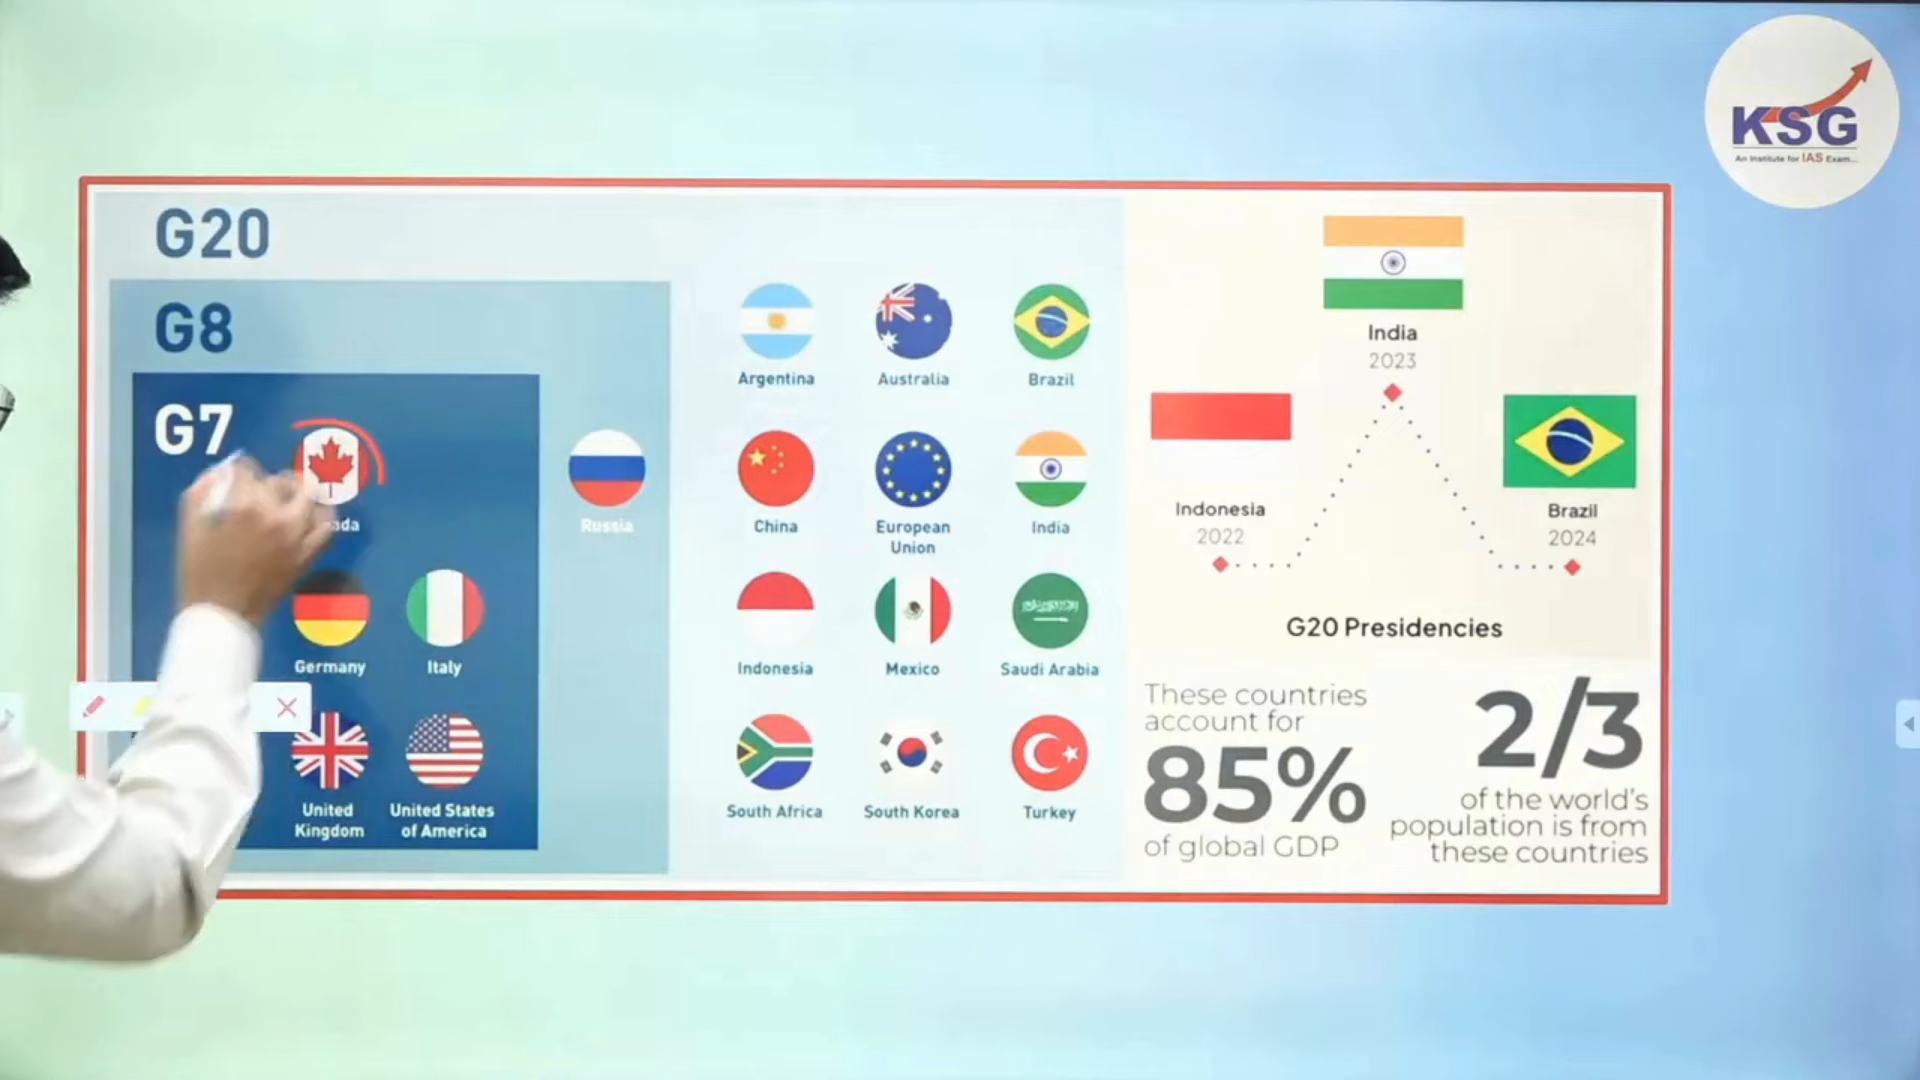 KSG
An Institute for IAS Exam...
G20
G8
G7
Russia
Germany
Italy
United
Kingdom
United States
of America
Argentina
Australia
Brazil
China
European
Union
India
Indonesia
Mexico
Saudi Arabia
South Africa
South Korea
Turkey
India
2023
Indonesia
2022
Brazil
2024
G20 Presidencies
These countries
account for
85%
of global GDP
2/3
of the world's
population is from
these countries